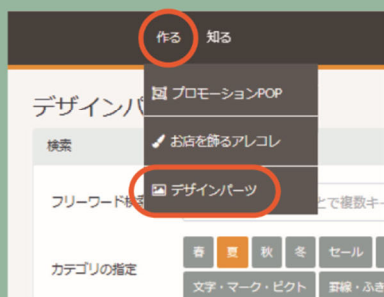 作る 知る
プロモーションPOP
デザインパ
お店を飾るアレコレ
検索
デザインパーツ
フリーワード検
とで複数キー
春 夏 秋 冬 セール
カテゴリの指定
文字・マーク・ピクト 罫線・ふき